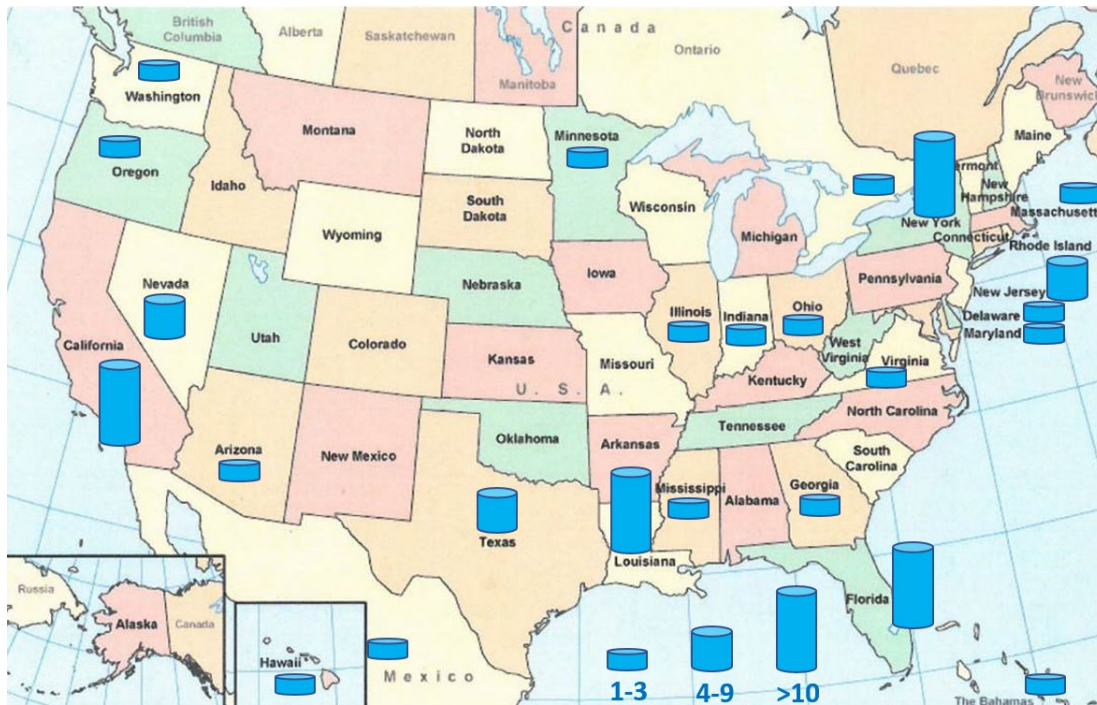 British
Columbia
Alberta
Saskatchewan
Manitoba
Canada
Ontario
Quebec
New
Brunswick
Washington
Montana
North
Dakota
Minnesota
Maine
Vermont
New
Hampshire
Oregon
Idaho
South
Dakota
Wisconsin
Michigan
New York
Massachusett
Connecticut
Rhode Island
Wyoming
Iowa
Pennsylvania
Nevada
Nebraska
Illinois
Indiana
Ohio
New Jersey
Delaware
Maryland
California
Utah
Colorado
Kansas
Missouri
West
Virginia
Virginia
Kentucky
U. S. A.
North Carolina
Tennessee
Arizona
New Mexico
Oklahoma
Arkansas
South
Carolina
Mississippi
Alabama
Georgia
Texas
Louisiana
Florida
Russia
Alaska
Canada
Hawaii
Mexico
1-3
4-9
>10
The Bahamas